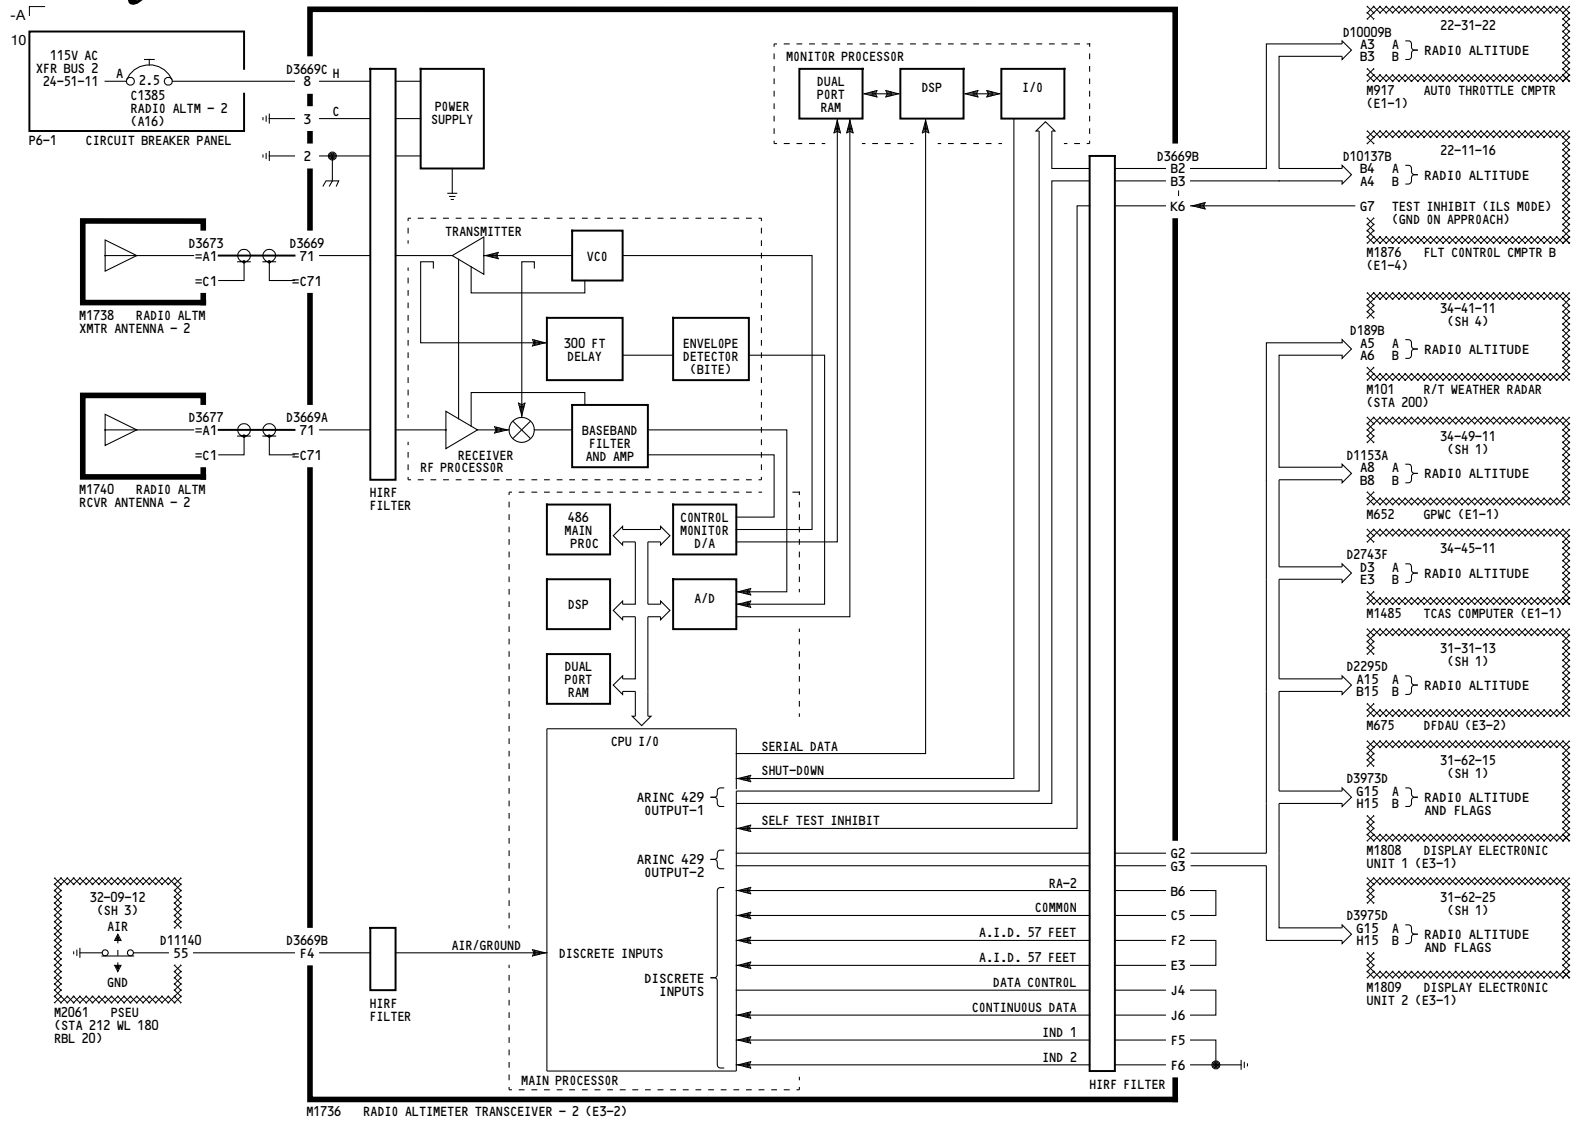 -A
10
115V AC
XFR BUS 2
24-51-11
A
2.5
C1385
RADIO ALTM - 2
(A16)
P6-1 CIRCUIT BREAKER PANEL
D3669C
8
H
3
C
2
POWER
SUPPLY
D3673
=A1
=C1
D3669
71
=C71
M1738 RADIO ALTM
XMTR ANTENNA - 2
D3677
=A1
=C1
D3669A
71
=C71
M1740 RADIO ALTM
RCVR ANTENNA - 2
HIRF
FILTER
TRANSMITTER
VCO
300 FT
DELAY
ENVELOPE
DETECTOR
(BITE)
BASEBAND
FILTER
AND AMP
RECEIVER
RF PROCESSOR
MONITOR PROCESSOR
DUAL
PORT
RAM
DSP
I/O
486
MAIN
PROC
CONTROL
MONITOR
D/A
DSP
A/D
DUAL
PORT
RAM
CPU I/O
SERIAL DATA
SHUT-DOWN
ARINC 429
OUTPUT-1
SELF TEST INHIBIT
ARINC 429
OUTPUT-2
RA-2
COMMON
A.I.D. 57 FEET
A.I.D. 57 FEET
DATA CONTROL
CONTINUOUS DATA
IND 1
IND 2
DISCRETE INPUTS
DISCRETE
INPUTS
AIR/GROUND
MAIN PROCESSOR
32-09-12
(SH 3)
AIR
GND
D11140
55
M2061 PSEU
(STA 212 WL 180
RBL 20)
D3669B
F4
HIRF
FILTER
HIRF FILTER
M1736 RADIO ALTIMETER TRANSCEIVER - 2 (E3-2)
D3669B
B2
B3
K6
G2
G3
B6
C5
F2
E3
J4
J6
F5
F6
22-31-22
D10009B
A3 A
B3 B
RADIO ALTITUDE
M917 AUTO THROTTLE CMPTR
(E1-1)
22-11-16
D10137B
B4 A
A4 B
RADIO ALTITUDE
G7 TEST INHIBIT (ILS MODE)
(GND ON APPROACH)
M1876 FLT CONTROL CMPTR B
(E1-4)
34-41-11
(SH 4)
D189B
A5 A
A6 B
RADIO ALTITUDE
M101 R/T WEATHER RADAR
(STA 200)
34-49-11
(SH 1)
D1153A
A8 A
B8 B
RADIO ALTITUDE
M652 GPWC (E1-1)
34-45-11
D2743F
D3 A
E3 B
RADIO ALTITUDE
M1485 TCAS COMPUTER (E1-1)
31-31-13
(SH 1)
D2295D
A15 A
B15 B
RADIO ALTITUDE
M675 DFDAU (E3-2)
31-62-15
(SH 1)
D3973D
G15 A
H15 B
RADIO ALTITUDE
AND FLAGS
M1808 DISPLAY ELECTRONIC
UNIT 1 (E3-1)
31-62-25
(SH 1)
D3975D
G15 A
H15 B
RADIO ALTITUDE
AND FLAGS
M1809 DISPLAY ELECTRONIC
UNIT 2 (E3-1)